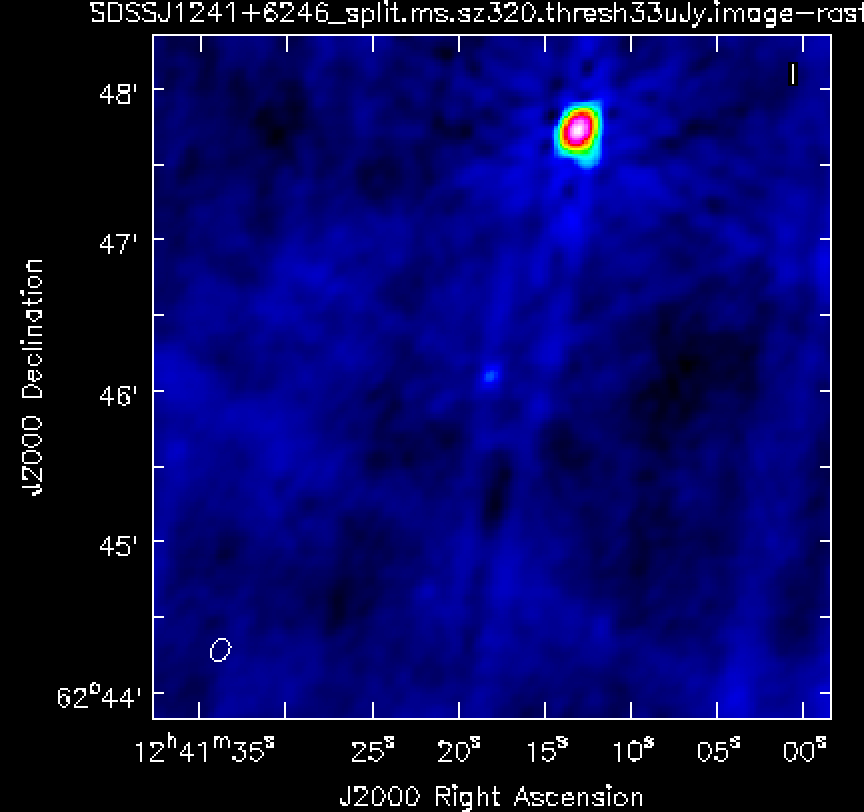 SDSSJ1241+6246_split.ms.sz320.thresh33uJy.image-rast
I
48'
47'
46'
45'
62°44'
J2000 Declination
12ʰ41ᵐ35ˢ 25ˢ 20ˢ 15ˢ 10ˢ 05ˢ 00ˢ
J2000 Right Ascension